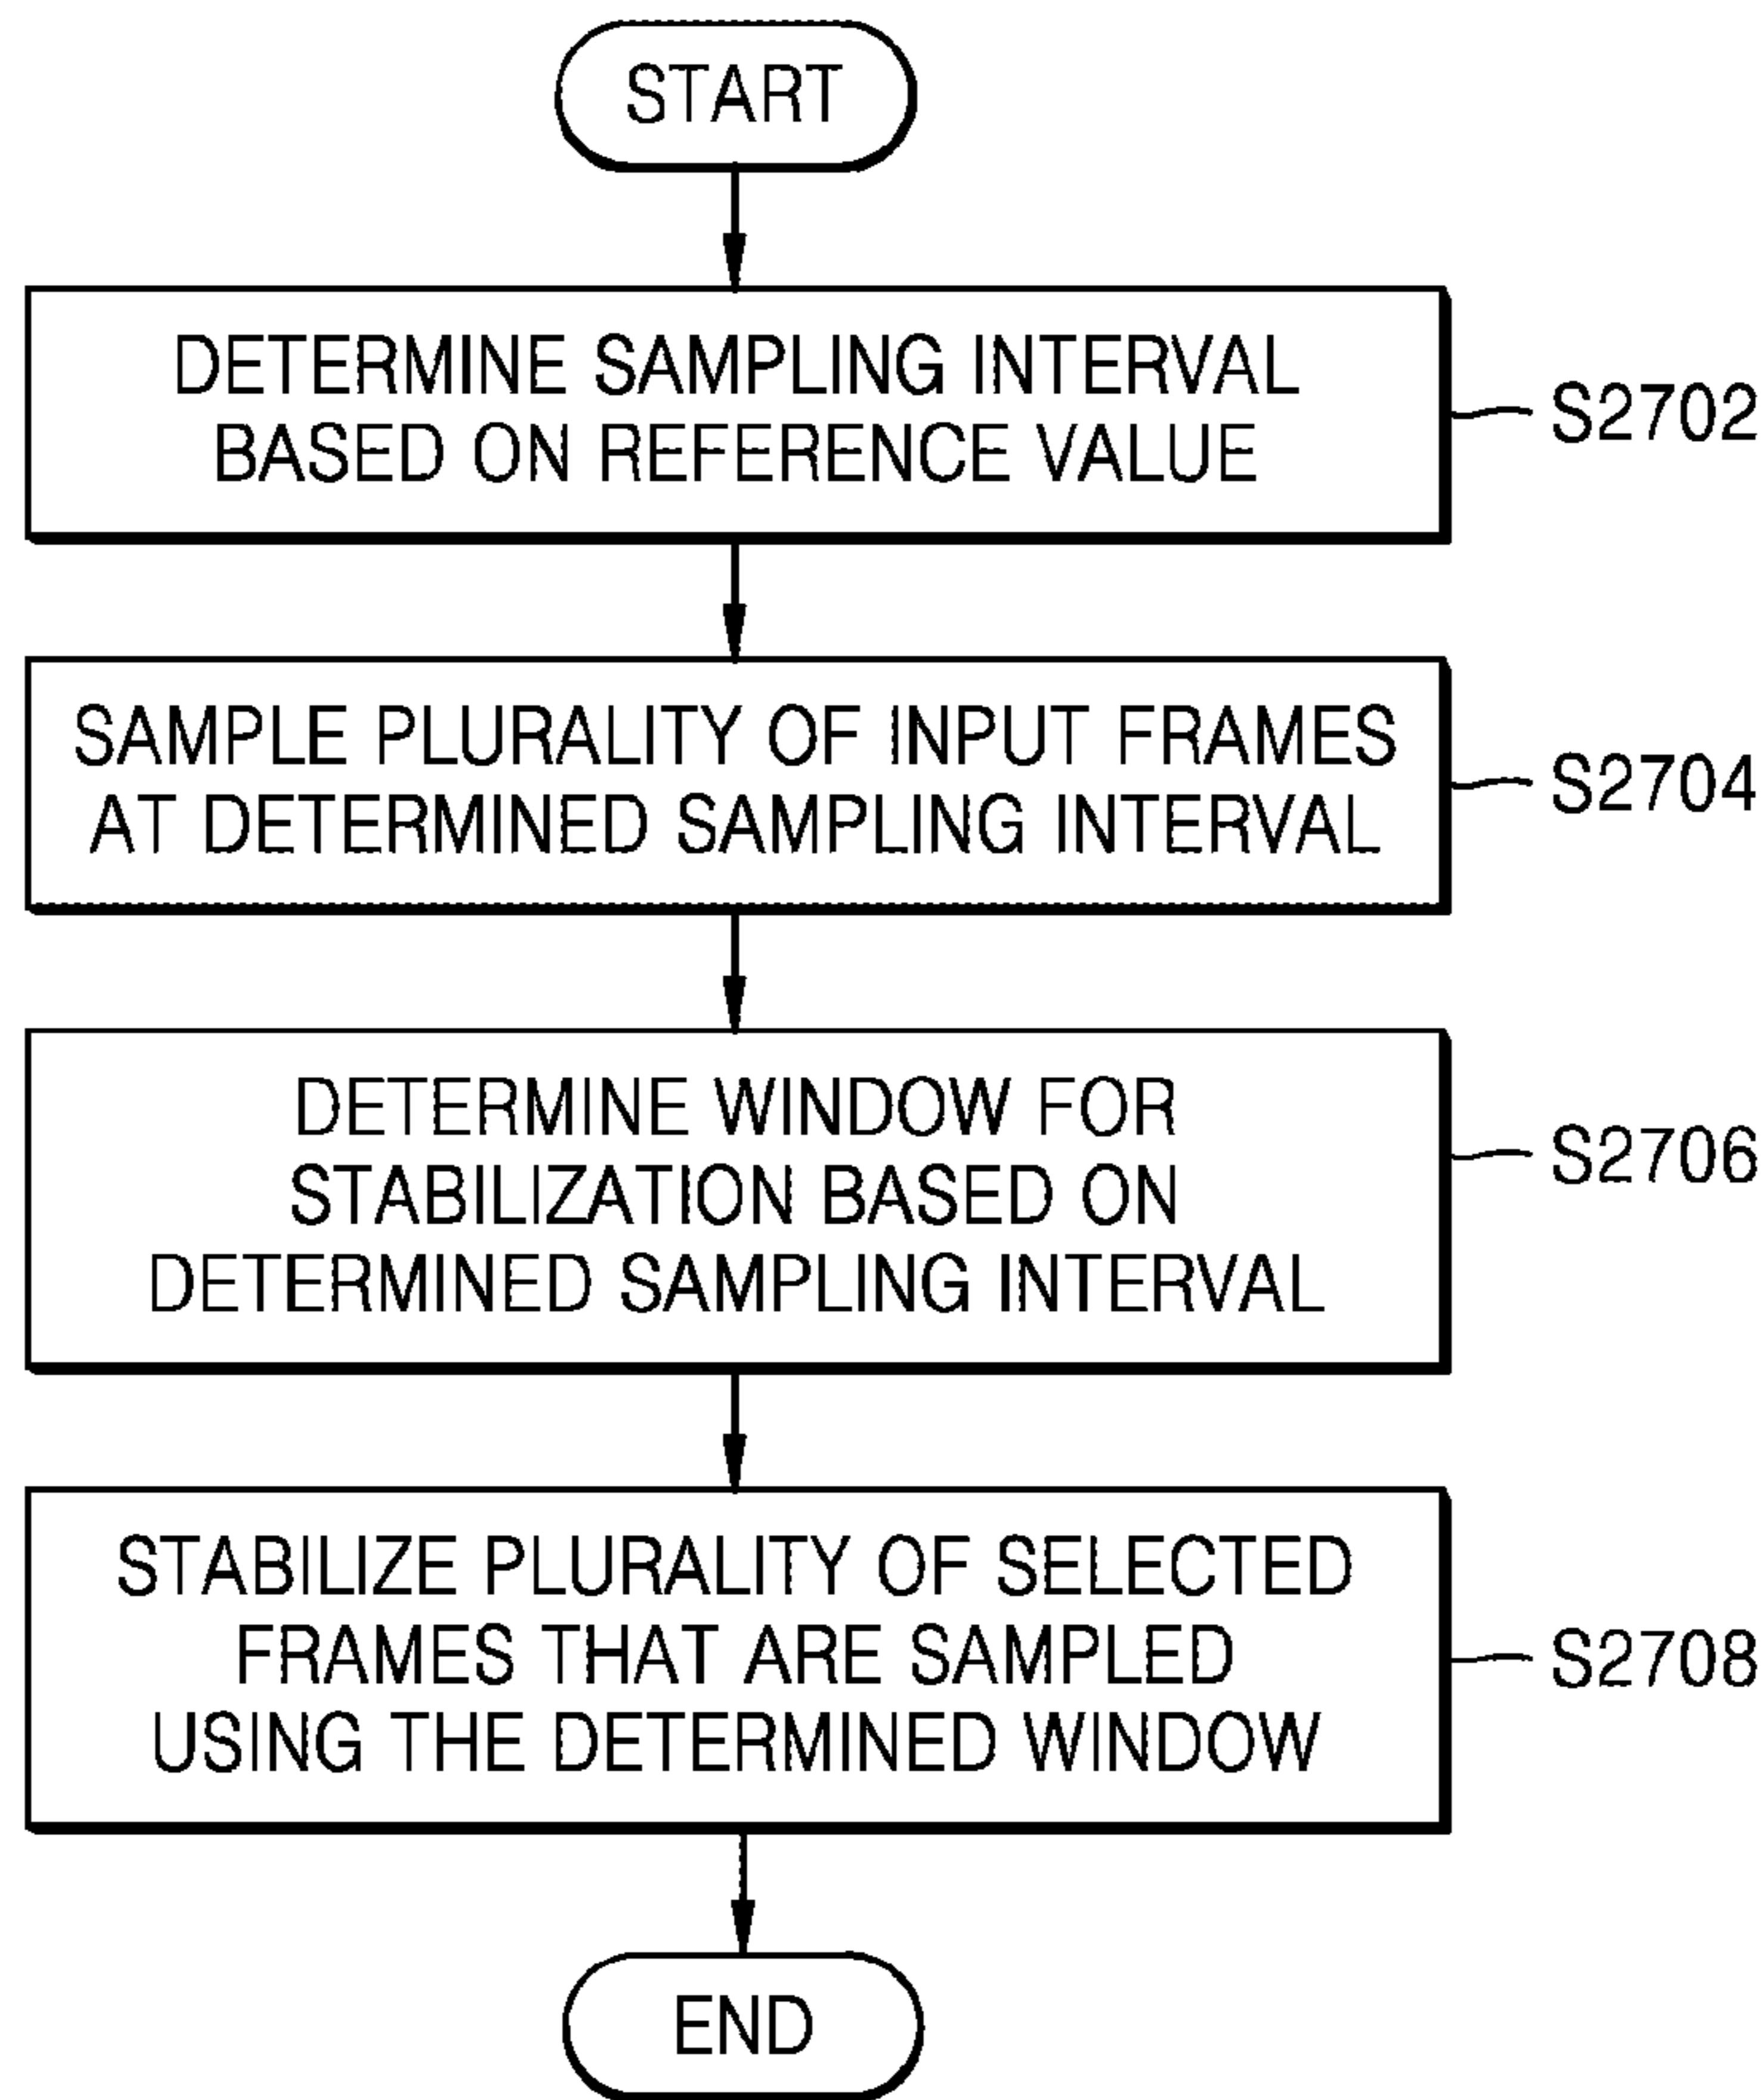 START
DETERMINE SAMPLING INTERVAL
BASED ON REFERENCE VALUE
S2702
SAMPLE PLURALITY OF INPUT FRAMES
AT DETERMINED SAMPLING INTERVAL
S2704
DETERMINE WINDOW FOR
STABILIZATION BASED ON
DETERMINED SAMPLING INTERVAL
S2706
STABILIZE PLURALITY OF SELECTED
FRAMES THAT ARE SAMPLED
USING THE DETERMINED WINDOW
S2708
END